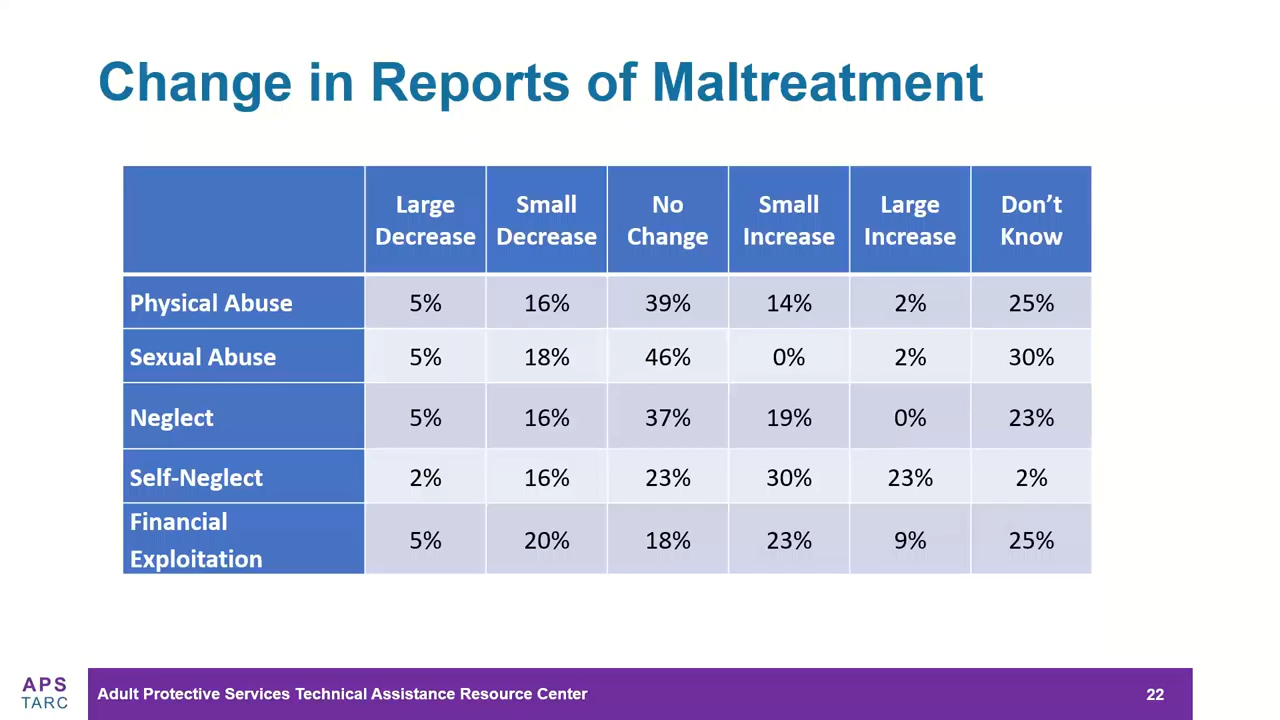 Change in Reports of Maltreatment
Large Decrease Small Decrease No Change Small Increase Large Increase Don’t Know
Physical Abuse 5% 16% 39% 14% 2% 25%
Sexual Abuse 5% 18% 46% 0% 2% 30%
Neglect 5% 16% 37% 19% 0% 23%
Self-Neglect 2% 16% 23% 30% 23% 2%
Financial Exploitation 5% 20% 18% 23% 9% 25%
APS
TARC
Adult Protective Services Technical Assistance Resource Center
22